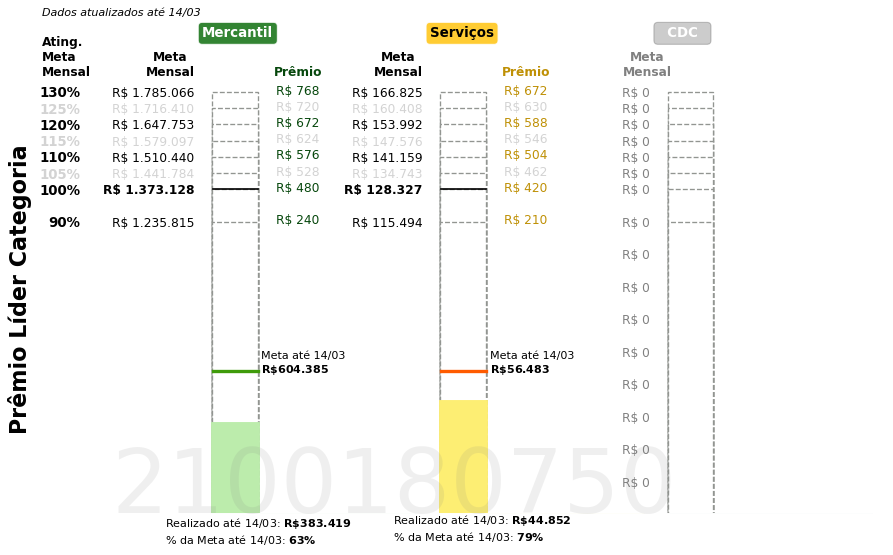 Dados atualizados até 14/03
Mercantil Serviços CDC
Ating.
Meta Meta Meta Meta
Mensal Mensal Prêmio Mensal Prêmio Mensal
130% R$ 1.785.066 R$ 768 R$ 166.825 R$ 672 R$ 0
125% R$ 1.716.410 R$ 720 R$ 160.408 R$ 630 R$ 0
120% R$ 1.647.753 R$ 672 R$ 153.992 R$ 588 R$ 0
115% R$ 1.579.097 R$ 624 R$ 147.576 R$ 546 R$ 0
110% R$ 1.510.440 R$ 576 R$ 141.159 R$ 504 R$ 0
105% R$ 1.441.784 R$ 528 R$ 134.743 R$ 462 R$ 0
100% R$ 1.373.128 R$ 480 R$ 128.327 R$ 420 R$ 0
90% R$ 1.235.815 R$ 240 R$ 115.494 R$ 210 R$ 0
R$ 0
R$ 0
R$ 0
R$ 0
R$ 0
R$ 0
R$ 0
R$ 0
Prêmio Líder Categoria
Meta até 14/03 Meta até 14/03
R$604.385 R$56.483
2100180750
Realizado até 14/03: R$383.419 Realizado até 14/03: R$44.852
% da Meta até 14/03: 63% % da Meta até 14/03: 79%